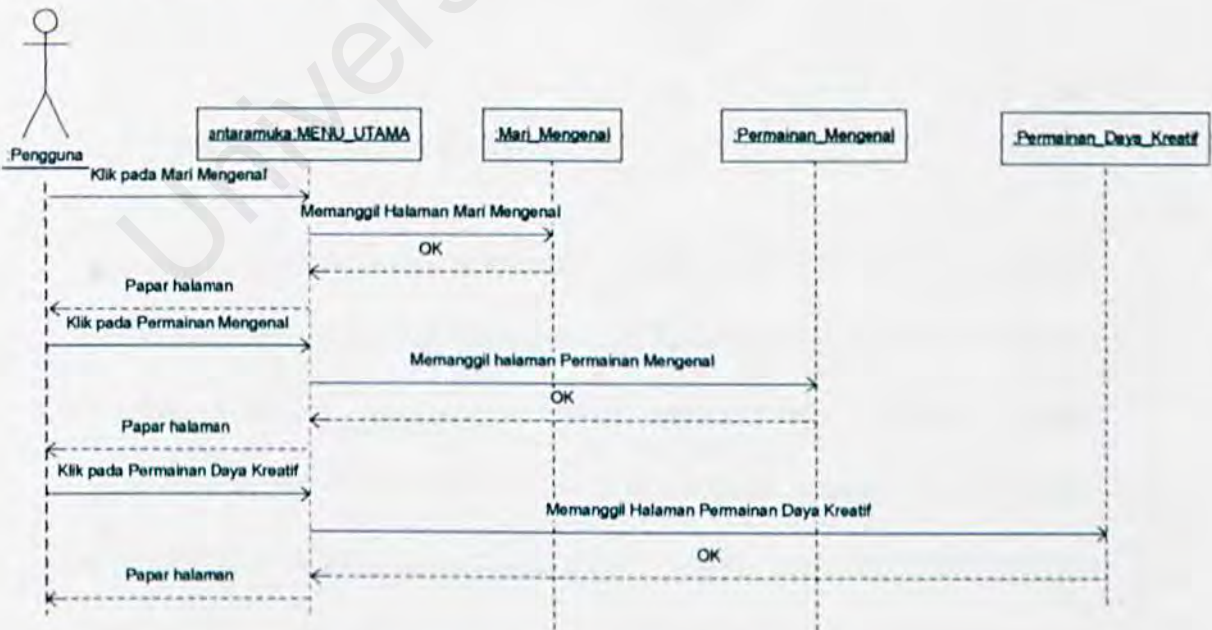 Univers
antaramuka:MENU_UTAMA
:Mari_Mengenal
:Permainan_Mengenal
:Permainan_Daya_Kreatif
:Pengguna
Klik pada Mari Mengenal
Memanggil Halaman Mari Mengenal
OK
Papar halaman
Klik pada Permainan Mengenal
Memanggil halaman Permainan Mengenal
OK
Papar halaman
Klik pada Permainan Daya Kreatif
Memanggil Halaman Permainan Daya Kreatif
OK
Papar halaman